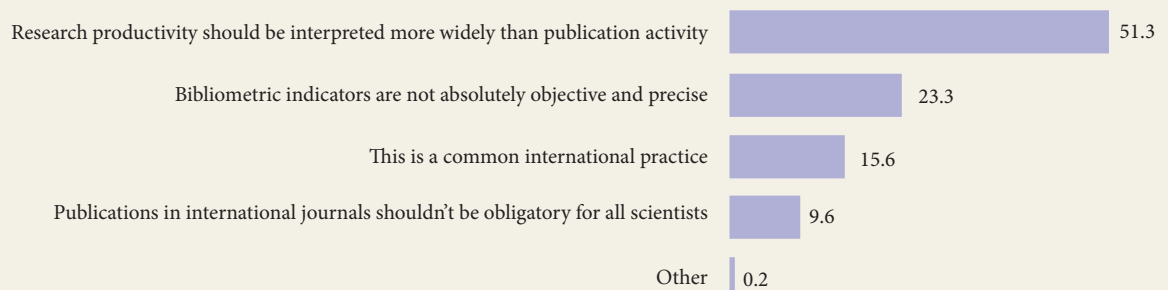 Research productivity should be interpreted more widely than publication activity 51.3
Bibliometric indicators are not absolutely objective and precise 23.3
This is a common international practice 15.6
Publications in international journals shouldn’t be obligatory for all scientists 9.6
Other 0.2